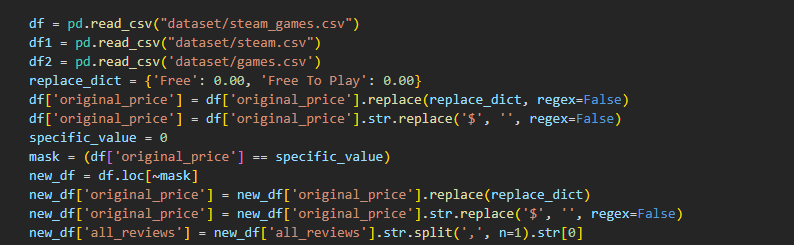 df = pd.read_csv("dataset/steam_games.csv")
df1 = pd.read_csv("dataset/steam.csv")
df2 = pd.read_csv('dataset/games.csv')
replace_dict = {'Free': 0.00, 'Free To Play': 0.00}
df['original_price'] = df['original_price'].replace(replace_dict, regex=False)
df['original_price'] = df['original_price'].str.replace('$', '', regex=False)
specific_value = 0
mask = (df['original_price'] == specific_value)
new_df = df.loc[~mask]
new_df['original_price'] = new_df['original_price'].replace(replace_dict)
new_df['original_price'] = new_df['original_price'].str.replace('$', '', regex=False)
new_df['all_reviews'] = new_df['all_reviews'].str.split(',', n=1).str[0]